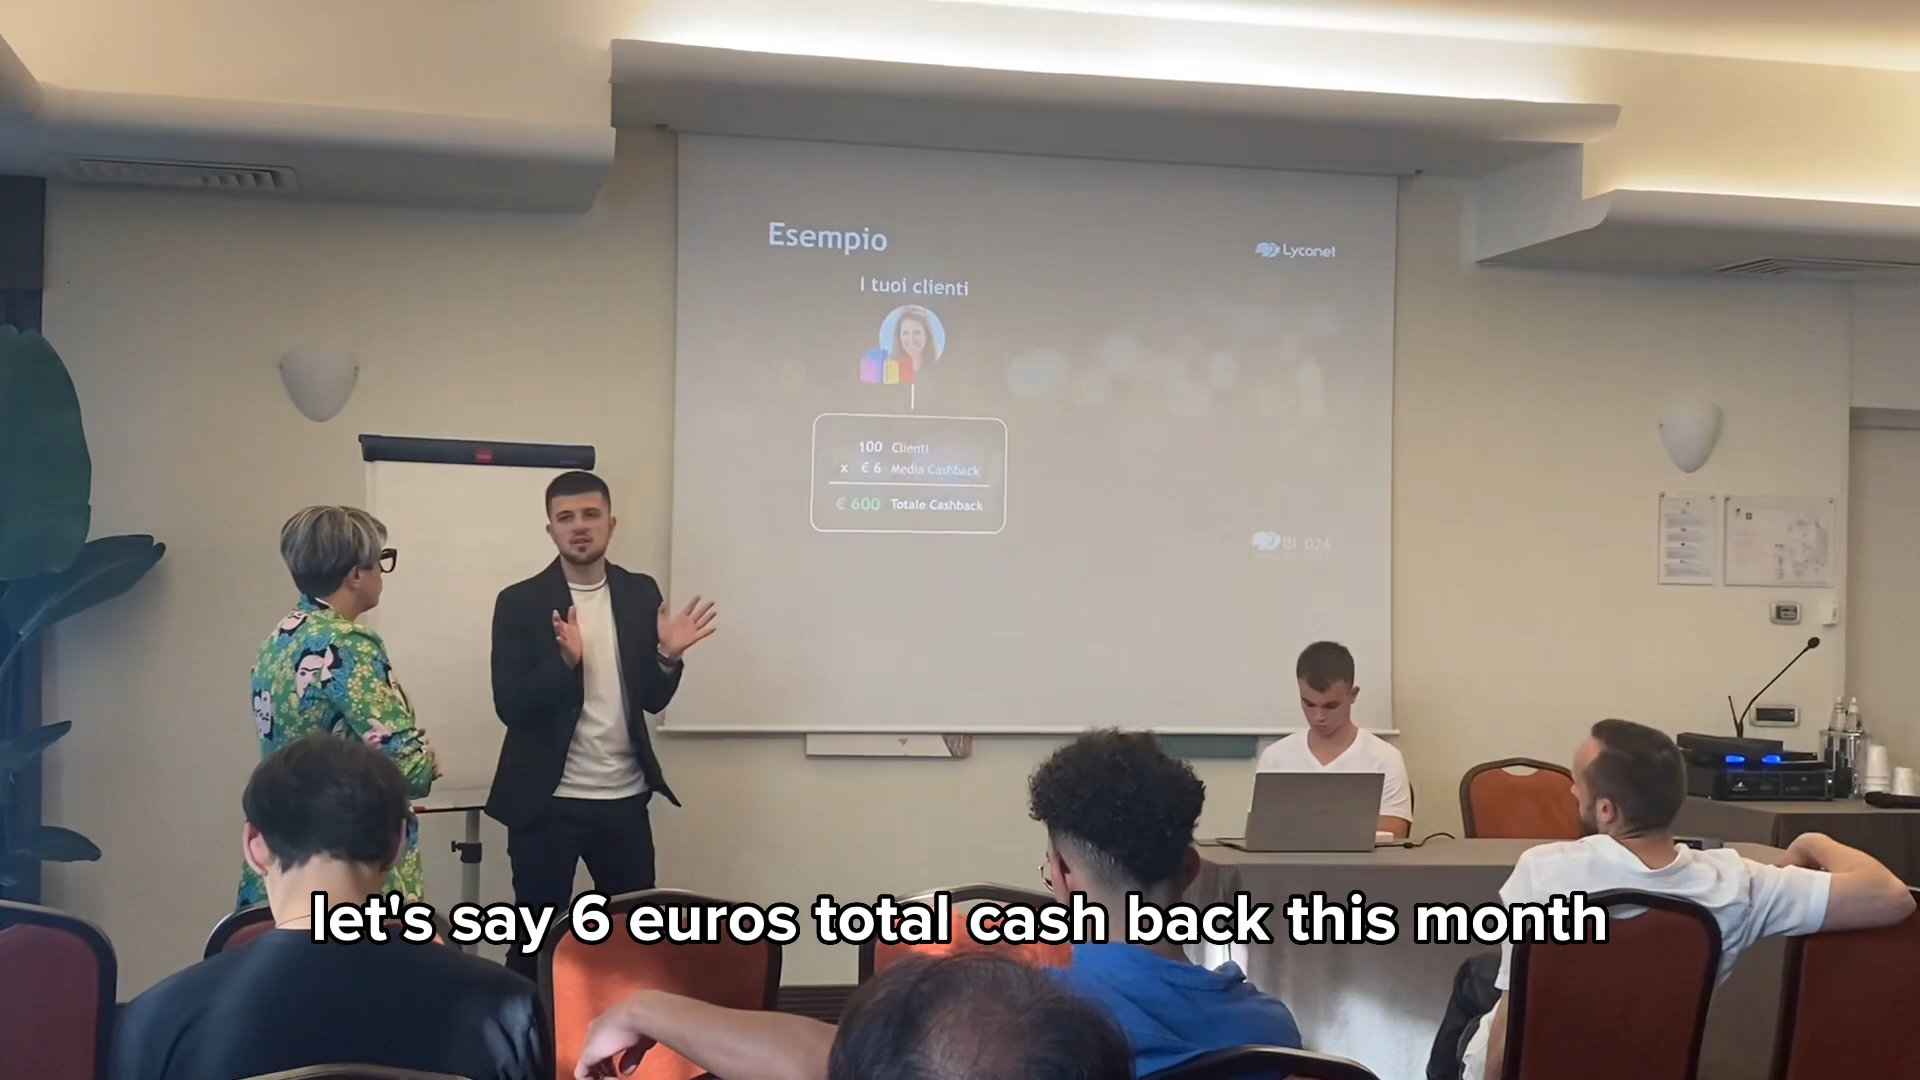 Esempio
Lyconet
I tuoi clienti
100 Clienti
x € 6 Media Cashback
€ 600 Totale Cashback
let's say 6 euros total cash back this month